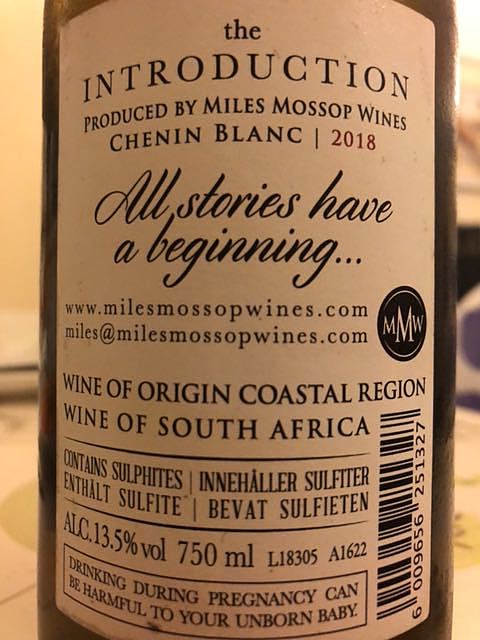 the
INTRODUCTION
PRODUCED BY MILES MOSSOP WINES
CHENIN BLANC | 2018
All stories have
a beginning...
www.milesmossopwines.com
miles@milesmossopwines.com
MMW
WINE OF ORIGIN COASTAL REGION
WINE OF SOUTH AFRICA
CONTAINS SULPHITES | INNEHÅLLER SULFITER
ENTHÄLT SULFITE | BEVAT SULFIETEN
ALC.13.5% vol 750 ml L18305 A1622
DRINKING DURING PREGNANCY CAN
BE HARMFUL TO YOUR UNBORN BABY.
6 009656 251327